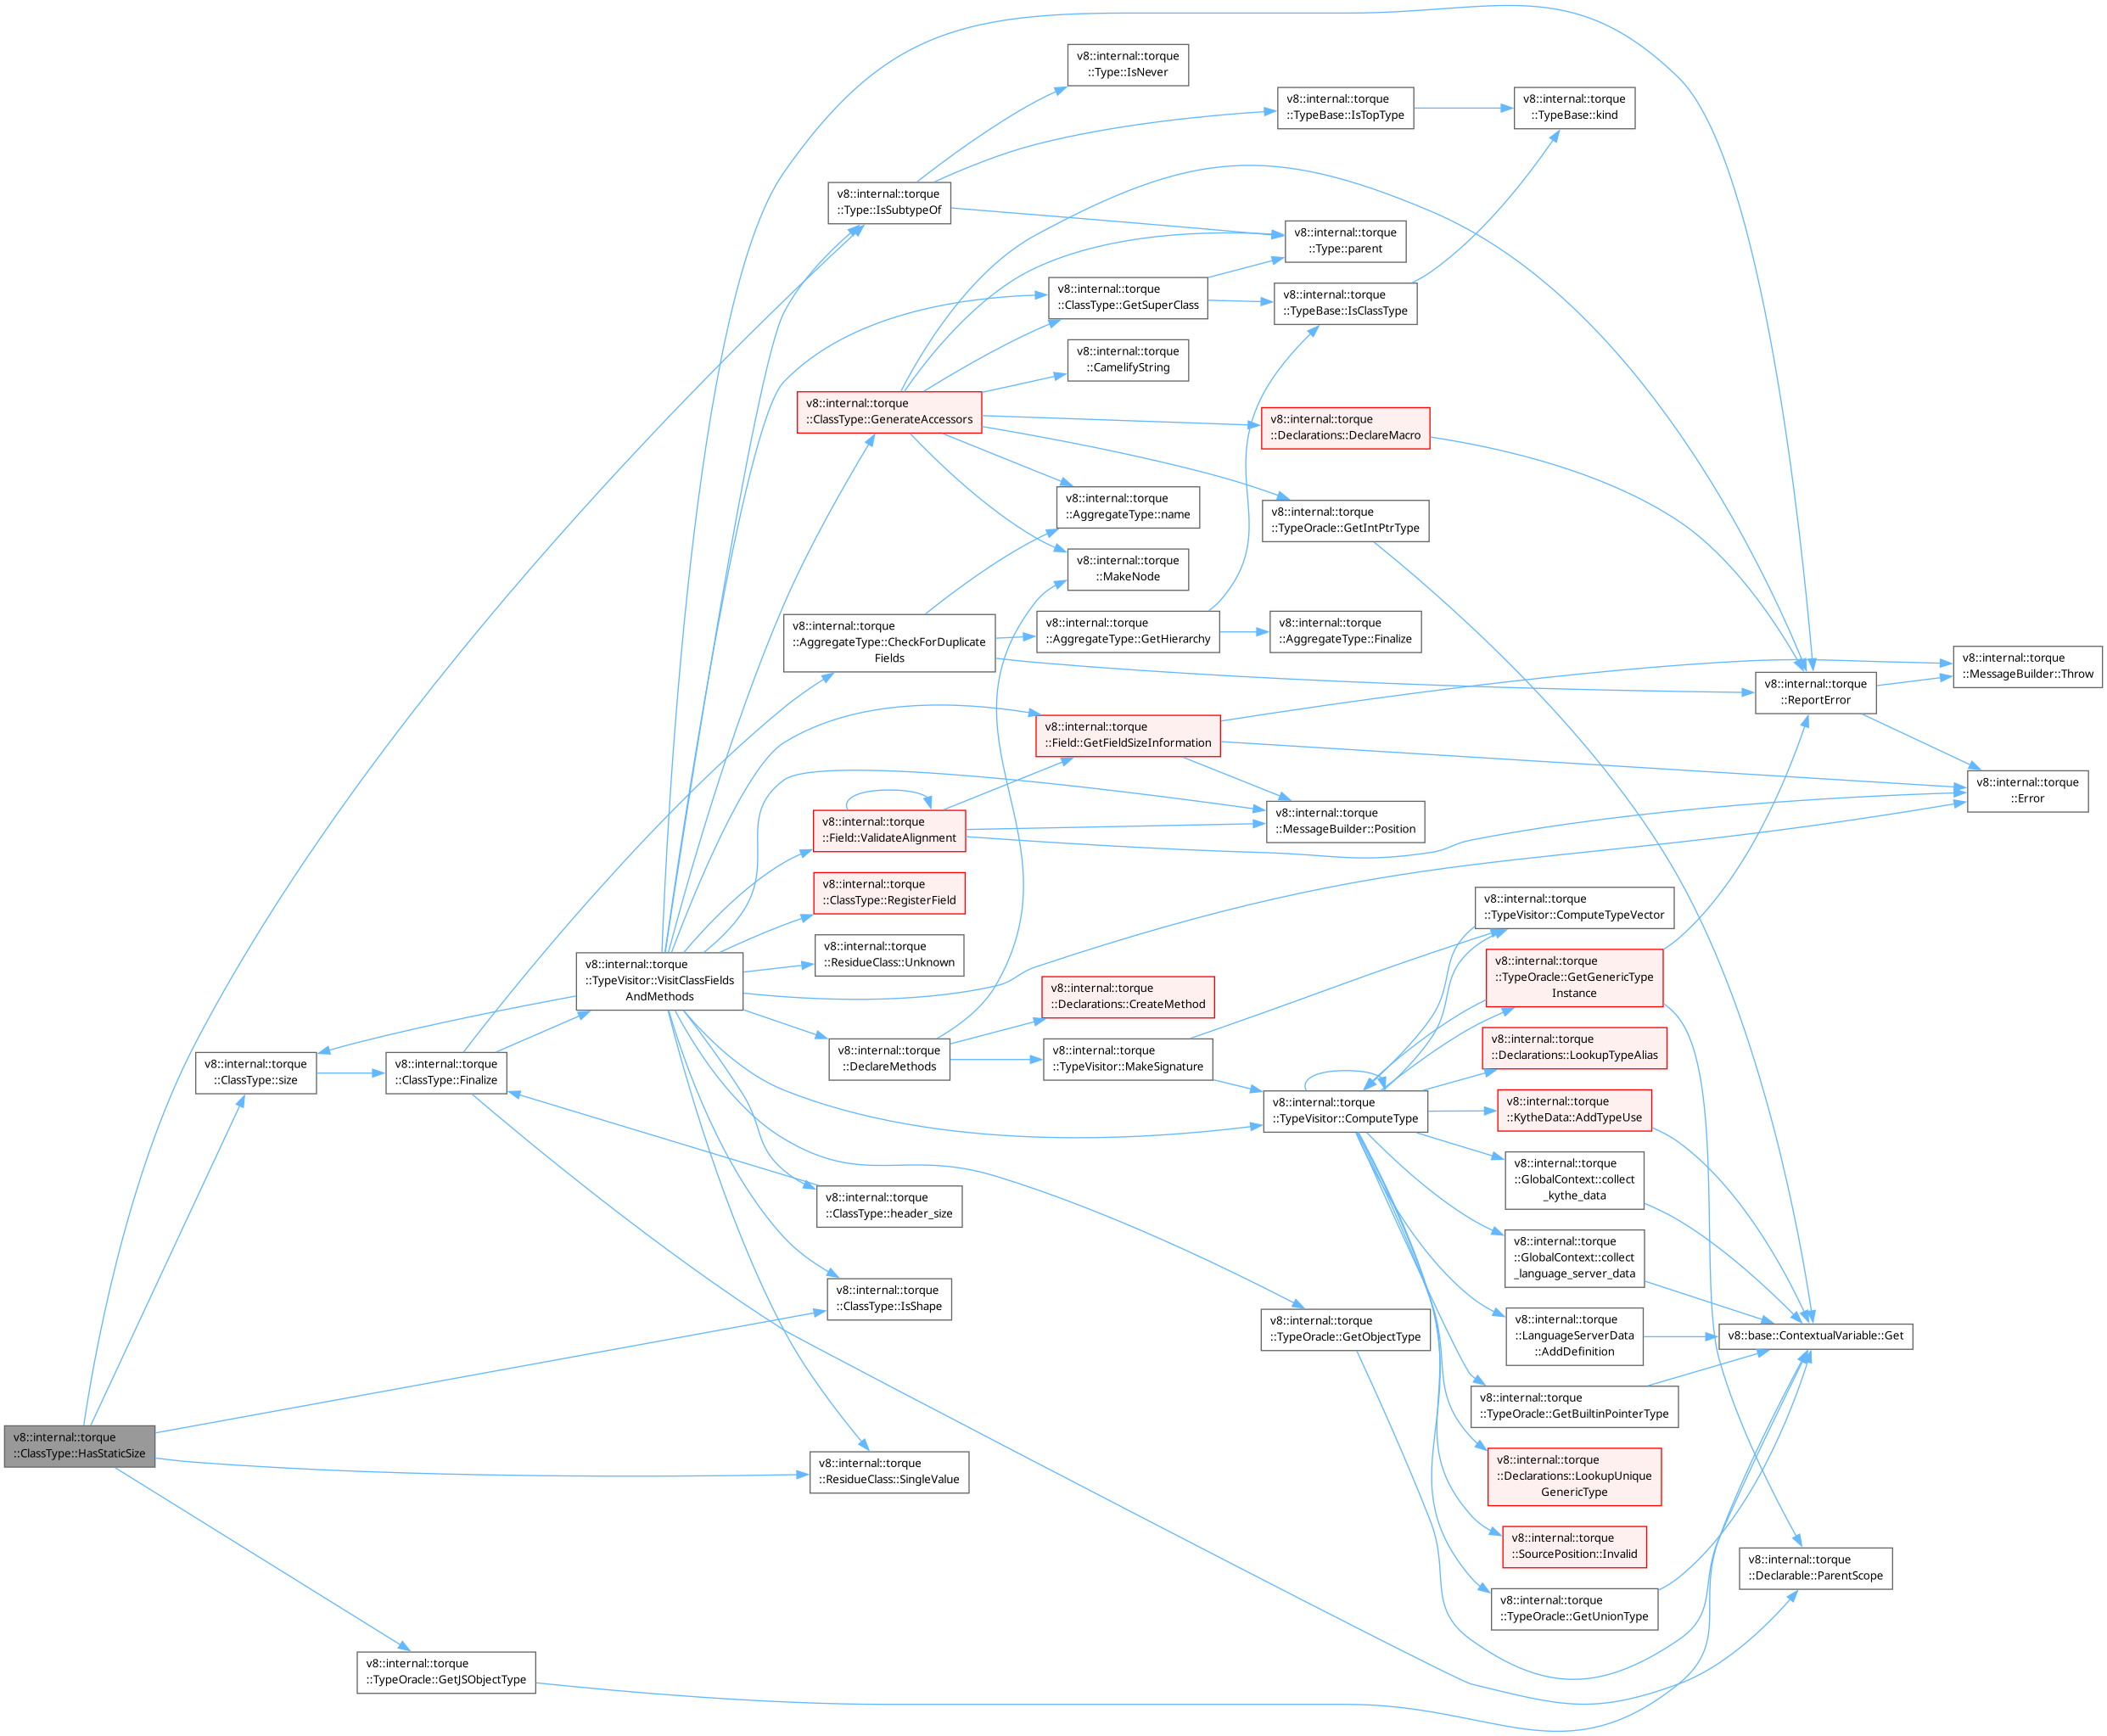 v8::internal::torque
::Type::IsNever
v8::internal::torque
::TypeBase::IsTopType
v8::internal::torque
::TypeBase::kind
v8::internal::torque
::Type::IsSubtypeOf
v8::internal::torque
::Type::parent
v8::internal::torque
::ClassType::GetSuperClass
v8::internal::torque
::TypeBase::IsClassType
v8::internal::torque
::CamelifyString
v8::internal::torque
::ClassType::GenerateAccessors
v8::internal::torque
::Declarations::DeclareMacro
v8::internal::torque
::AggregateType::name
v8::internal::torque
::TypeOracle::GetIntPtrType
v8::internal::torque
::MakeNode
v8::internal::torque
::AggregateType::CheckForDuplicate
Fields
v8::internal::torque
::AggregateType::GetHierarchy
v8::internal::torque
::AggregateType::Finalize
v8::internal::torque
::MessageBuilder::Throw
v8::internal::torque
::ReportError
v8::internal::torque
::Field::GetFieldSizeInformation
v8::internal::torque
::Error
v8::internal::torque
::Field::ValidateAlignment
v8::internal::torque
::MessageBuilder::Position
v8::internal::torque
::ClassType::RegisterField
v8::internal::torque
::TypeVisitor::ComputeTypeVector
v8::internal::torque
::ResidueClass::Unknown
v8::internal::torque
::TypeVisitor::VisitClassFields
AndMethods
v8::internal::torque
::TypeOracle::GetGenericType
Instance
v8::internal::torque
::Declarations::CreateMethod
v8::internal::torque
::Declarations::LookupTypeAlias
v8::internal::torque
::ClassType::size
v8::internal::torque
::ClassType::Finalize
v8::internal::torque
::DeclareMethods
v8::internal::torque
::TypeVisitor::MakeSignature
v8::internal::torque
::TypeVisitor::ComputeType
v8::internal::torque
::KytheData::AddTypeUse
v8::internal::torque
::GlobalContext::collect
_kythe_data
v8::internal::torque
::ClassType::header_size
v8::internal::torque
::GlobalContext::collect
_language_server_data
v8::internal::torque
::ClassType::IsShape
v8::internal::torque
::TypeOracle::GetObjectType
v8::internal::torque
::LanguageServerData
::AddDefinition
v8::base::ContextualVariable::Get
v8::internal::torque
::TypeOracle::GetBuiltinPointerType
v8::internal::torque
::ClassType::HasStaticSize
v8::internal::torque
::ResidueClass::SingleValue
v8::internal::torque
::Declarations::LookupUnique
GenericType
v8::internal::torque
::SourcePosition::Invalid
v8::internal::torque
::Declarable::ParentScope
v8::internal::torque
::TypeOracle::GetUnionType
v8::internal::torque
::TypeOracle::GetJSObjectType